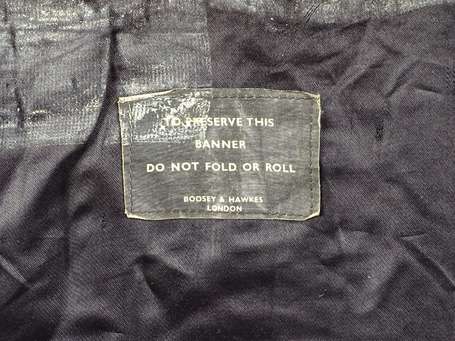 TO PRESERVE THIS
BANNER
DO NOT FOLD OR ROLL
BOOSEY & HAWKES
LONDON